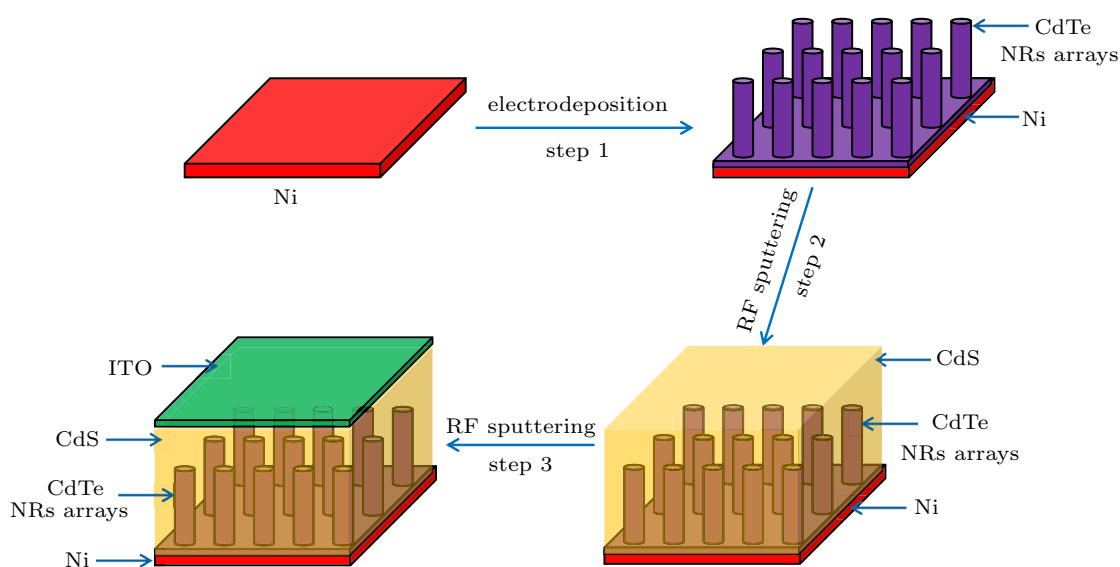 Ni
electrodeposition
step 1
CdTe
NRs arrays
Ni
RF sputtering
step 2
CdS
CdTe
NRs arrays
Ni
RF sputtering
step 3
ITO
CdS
CdTe
NRs arrays
Ni